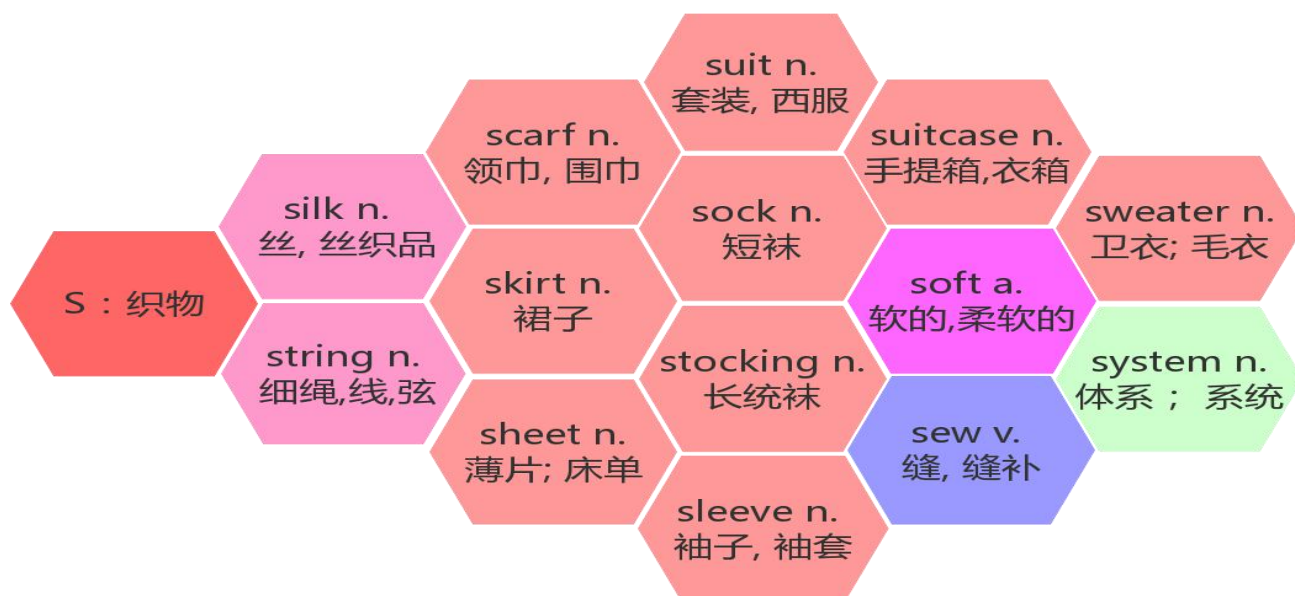 S : 织物
silk n.
丝, 丝织品
string n.
细绳,线,弦
scarf n.
领巾, 围巾
skirt n.
裙子
sheet n.
薄片; 床单
suit n.
套装, 西服
sock n.
短袜
stocking n.
长统袜
sleeve n.
袖子, 袖套
suitcase n.
手提箱,衣箱
soft a.
软的,柔软的
sew v.
缝, 缝补
sweater n.
卫衣; 毛衣
system n.
体系 ; 系统